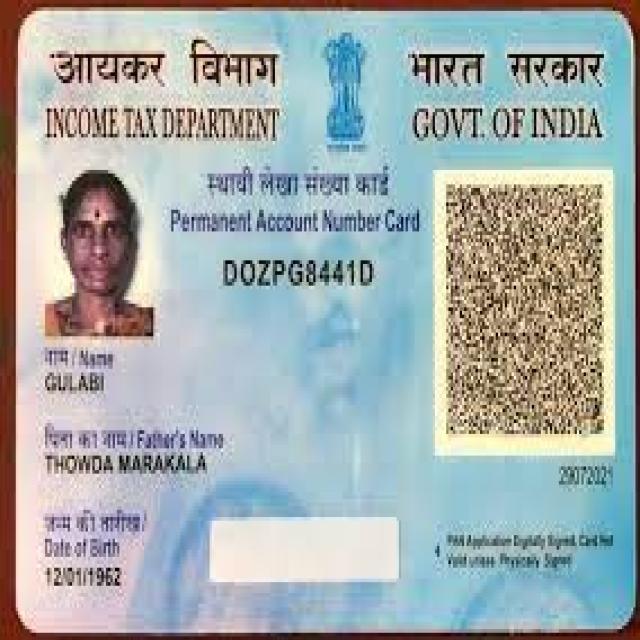 आयकर विभाग
INCOME TAX DEPARTMENT
भारत सरकार
GOVT. OF INDIA
स्थायी लेखा संख्या कार्ड
Permanent Account Number Card
DOZPG8441D
नाम / Name
GULABI
पिता का नाम / Father's Name
THOWDA MARAKALA
29072021
जन्म की तारीख /
Date of Birth
12/01/1962
PAN Application Digitally Signed, Card Not
Valid unless Physically Signed